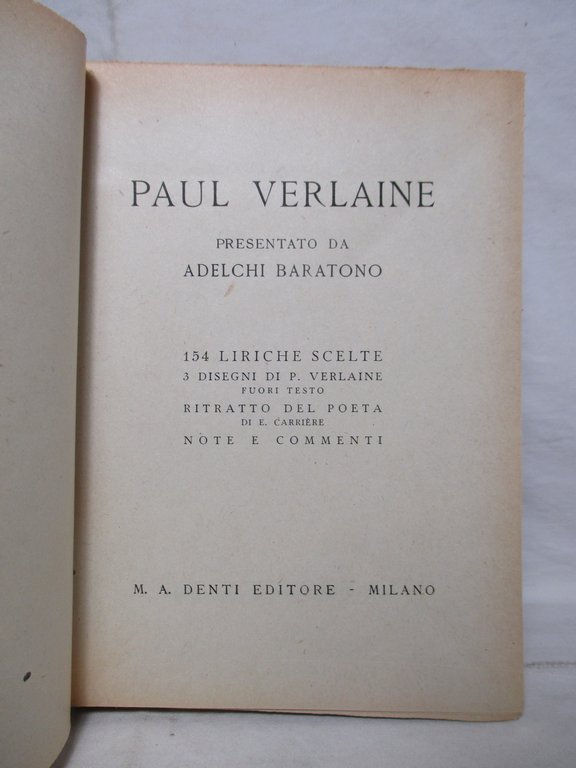 PAUL VERLAINE
PRESENTATO DA
ADELCHI BARATONO
154 LIRICHE SCELTE
3 DISEGNI DI P. VERLAINE
FUORI TESTO
RITRATTO DEL POETA
DI E. CARRIÈRE
NOTE E COMMENTI
M. A. DENTI EDITORE - MILANO